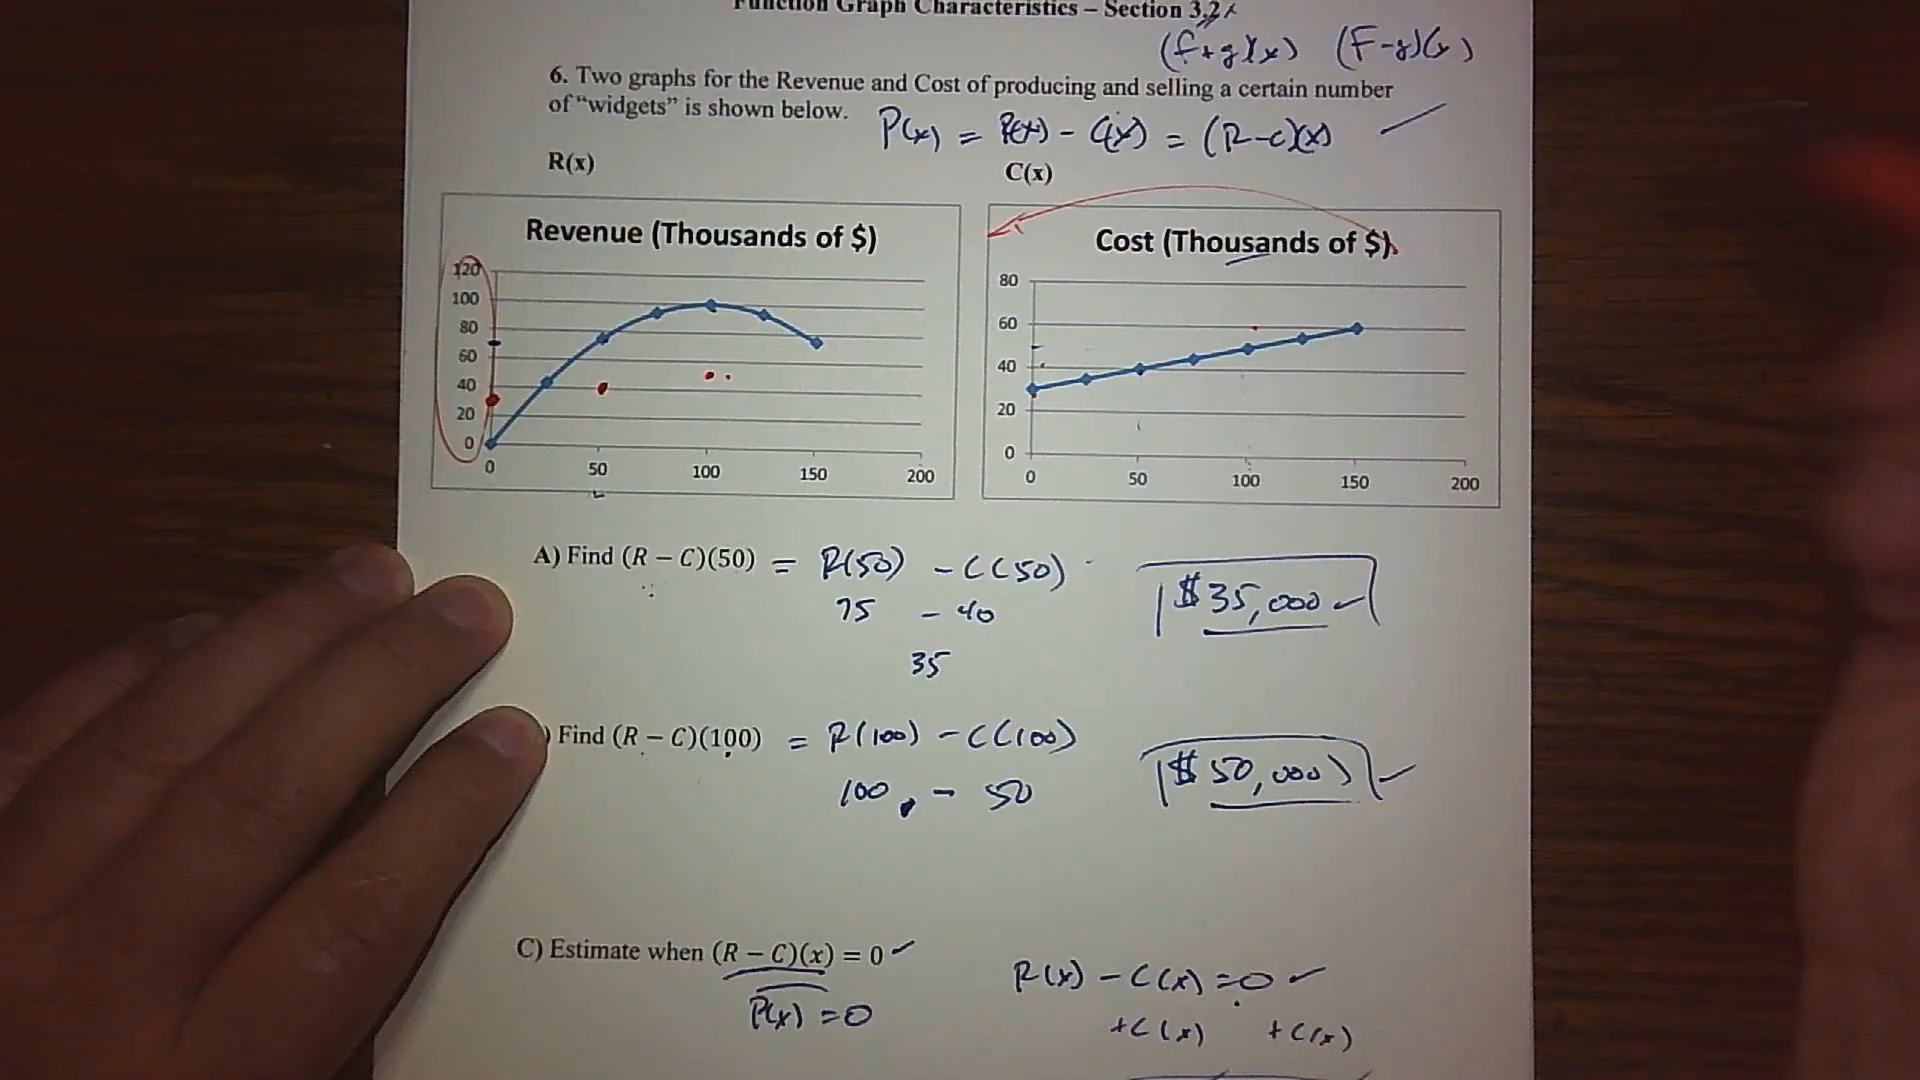 Function Graph Characteristics – Section 3.2
(f+g)(x) (F-g)(x)
6. Two graphs for the Revenue and Cost of producing and selling a certain number
of “widgets” is shown below.
P(x) = R(x) - C(x) = (R-C)(x)
R(x)
C(x)
Revenue (Thousands of $)
120
100
80
60
40
20
0
0 50 100 150 200
Cost (Thousands of $)
80
60
40
20
0
0 50 100 150 200
A) Find (R − C)(50) = R(50) - C(50)
$35,000
75 - 40
35
) Find (R − C)(100) = R(100) - C(100)
$50,000
100 - 50
C) Estimate when (R − C)(x) = 0
R(x) - C(x) = 0
P(x) = 0
+C(x) +C(x)